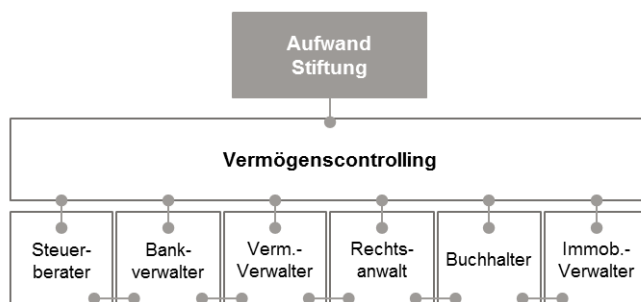 Aufwand
Stiftung
Vermögenscontrolling
Steuer-
berater
Bank-
verwalter
Verm.-
Verwalter
Rechts-
anwalt
Buchhalter
Immob.-
Verwalter